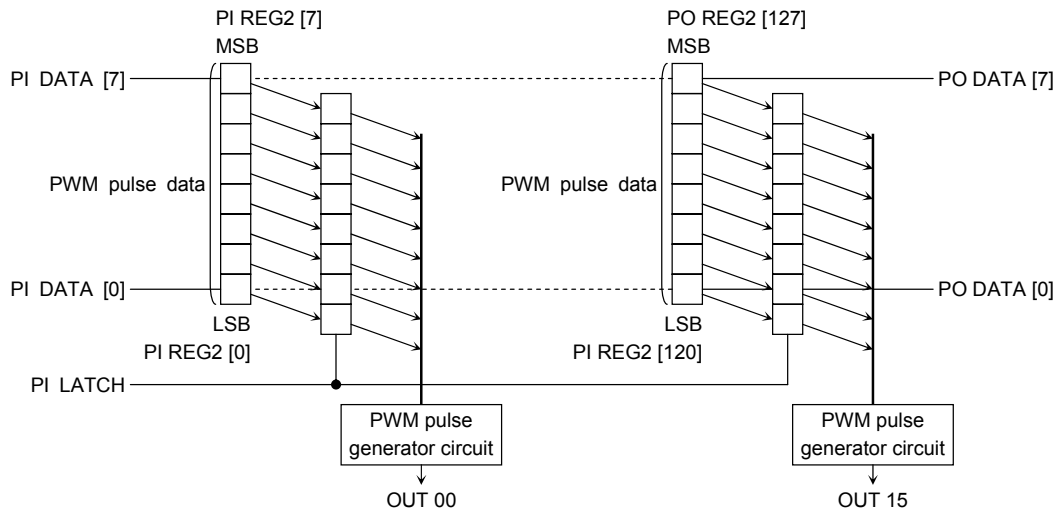 PI REG2 [7]
MSB
PO REG2 [127]
MSB
PI DATA [7]
PO DATA [7]
PWM pulse data
PWM pulse data
PI DATA [0]
PO DATA [0]
LSB
PI REG2 [0]
LSB
PI REG2 [120]
PI LATCH
PWM pulse
generator circuit
PWM pulse
generator circuit
OUT 00
OUT 15